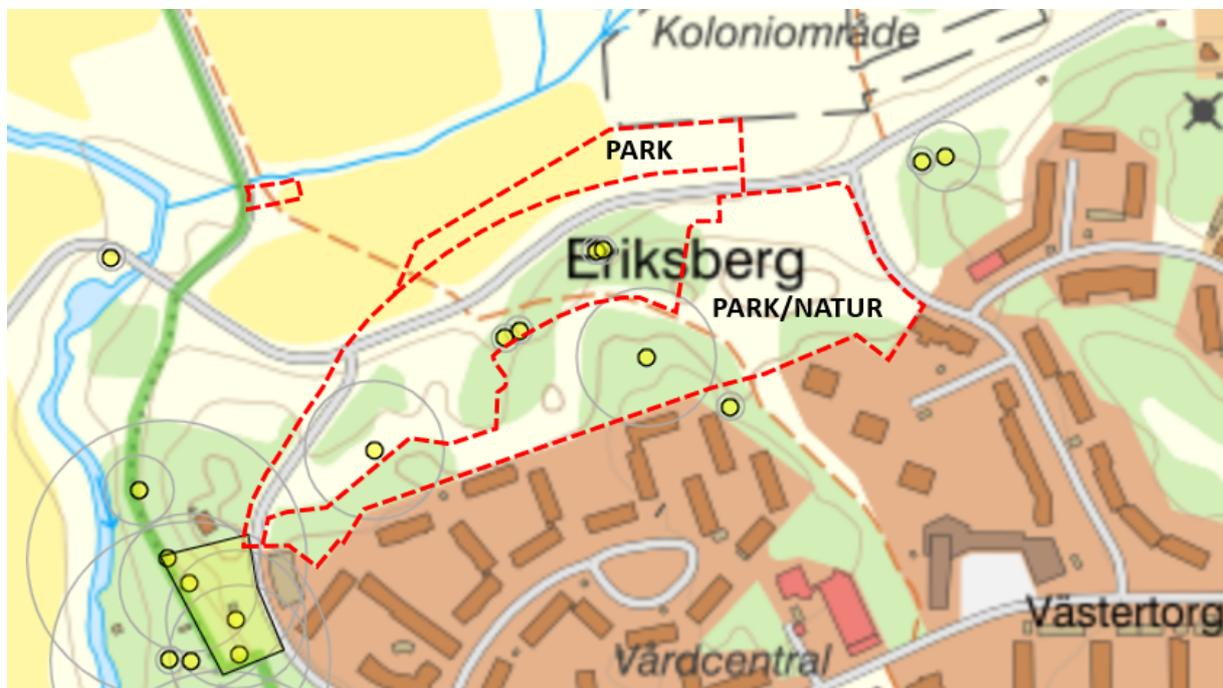 Koloniområde
PARK
Eriksberg
PARK/NATUR
Västertorg
Vårdcentral